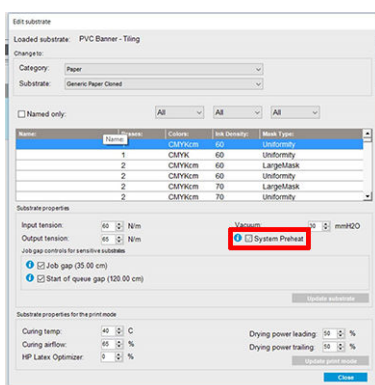 Edit substrate
Loaded substrate: PVC Banner - Tiling
Change to:
Category: Paper
Substrate: Generic Paper Cloned
Named only: All All All
Name: Passes: Colors: Ink Density: Mask Type:
Name:
CMYKcm 60 Uniformity
1 CMYK 60 Uniformity
2 CMYKcm 60 LargeMask
2 CMYKcm 60 Uniformity
2 CMYKcm 70 LargeMask
2 CMYKcm 70 Uniformity
Substrate properties
Input tension: 60 N/m Vacuum: 30 mmH2O
Output tension: 65 N/m System Preheat
Job gap controls for sensitive substrates
Job gap (35.00 cm)
Start of queue gap (120.00 cm)
Update substrate
Substrate properties for the print mode
Curing temp: 40 C Drying power leading: 50 %
Curing airflow: 65 % Drying power trailing: 50 %
HP Latex Optimizer: 0 % Update print mode
Close